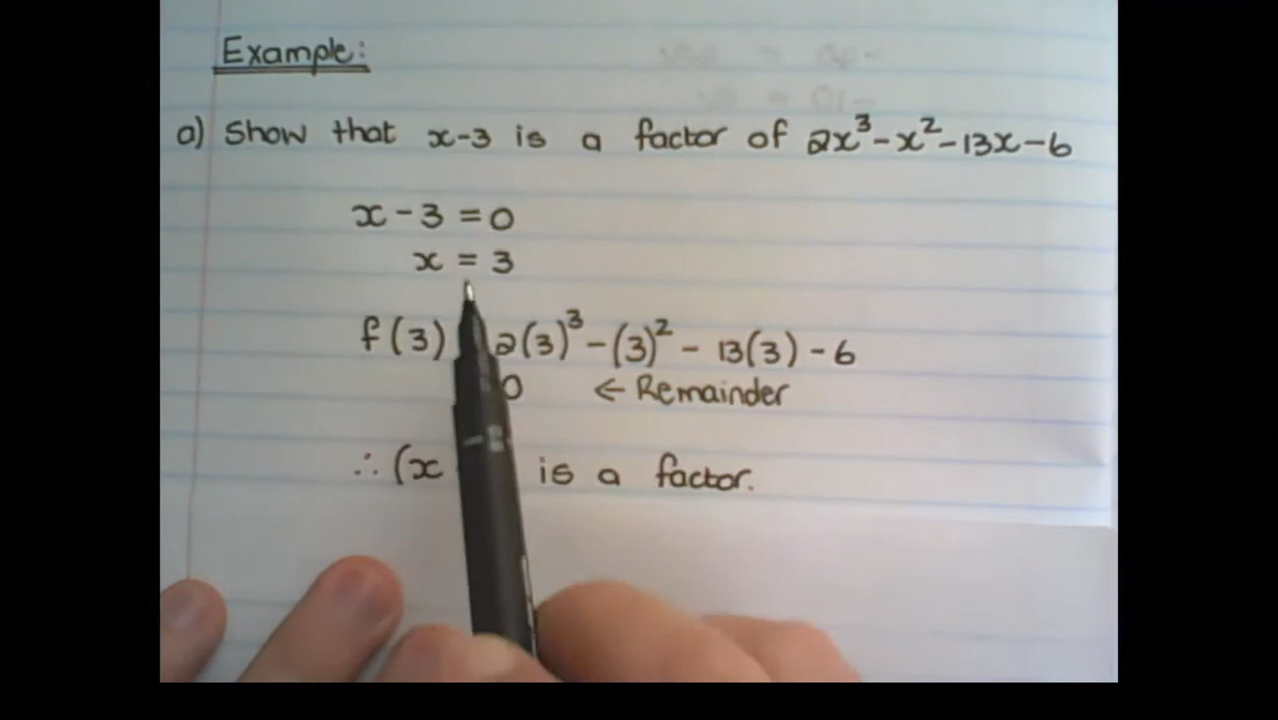 Example:
a) Show that x-3 is a factor of 2x³-x²-13x-6
x - 3 = 0
x = 3
f(3) 2(3)³ - (3)² - 13(3) - 6
0 ← Remainder
∴ (x is a factor.